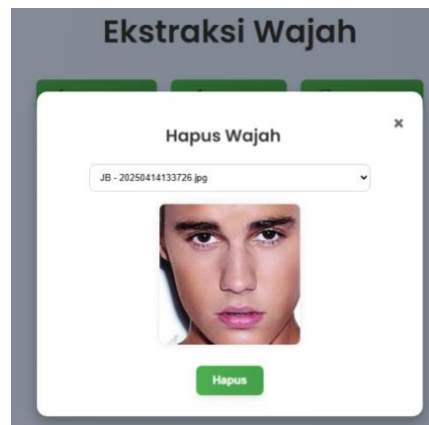 Ekstraksi Wajah
×
Hapus Wajah
JB - 20250414133726.jpg
Hapus